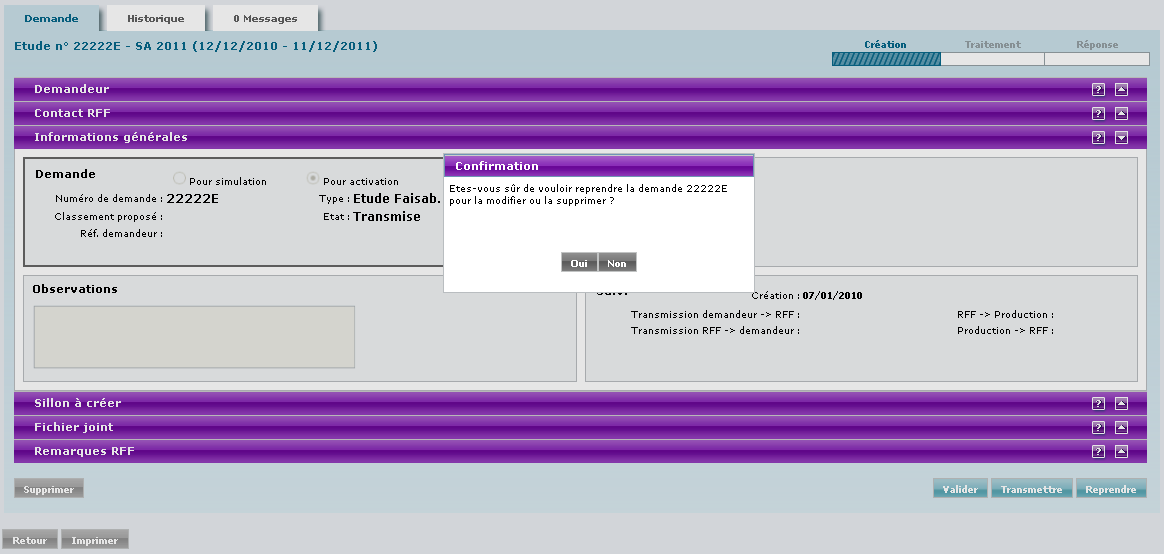 Demande Historique 0 Messages
Etude n° 22222E - SA 2011 (12/12/2010 - 11/12/2011)
Création Traitement Réponse
Demandeur ?
Contact RFF ?
Informations générales ?
Demande
Pour simulation Pour activation
Numéro de demande : 22222E Type : Etude Faisab.
Classement proposé : Etat : Transmise
Réf. demandeur :
Confirmation
Etes-vous sûr de vouloir reprendre la demande 22222E
pour la modifier ou la supprimer ?
Oui Non
Observations
Création : 07/01/2010
Transmission demandeur -> RFF : RFF -> Production :
Transmission RFF -> demandeur : Production -> RFF :
Sillon à créer ?
Fichier joint ?
Remarques RFF ?
Supprimer Valider Transmettre Reprendre
Retour Imprimer